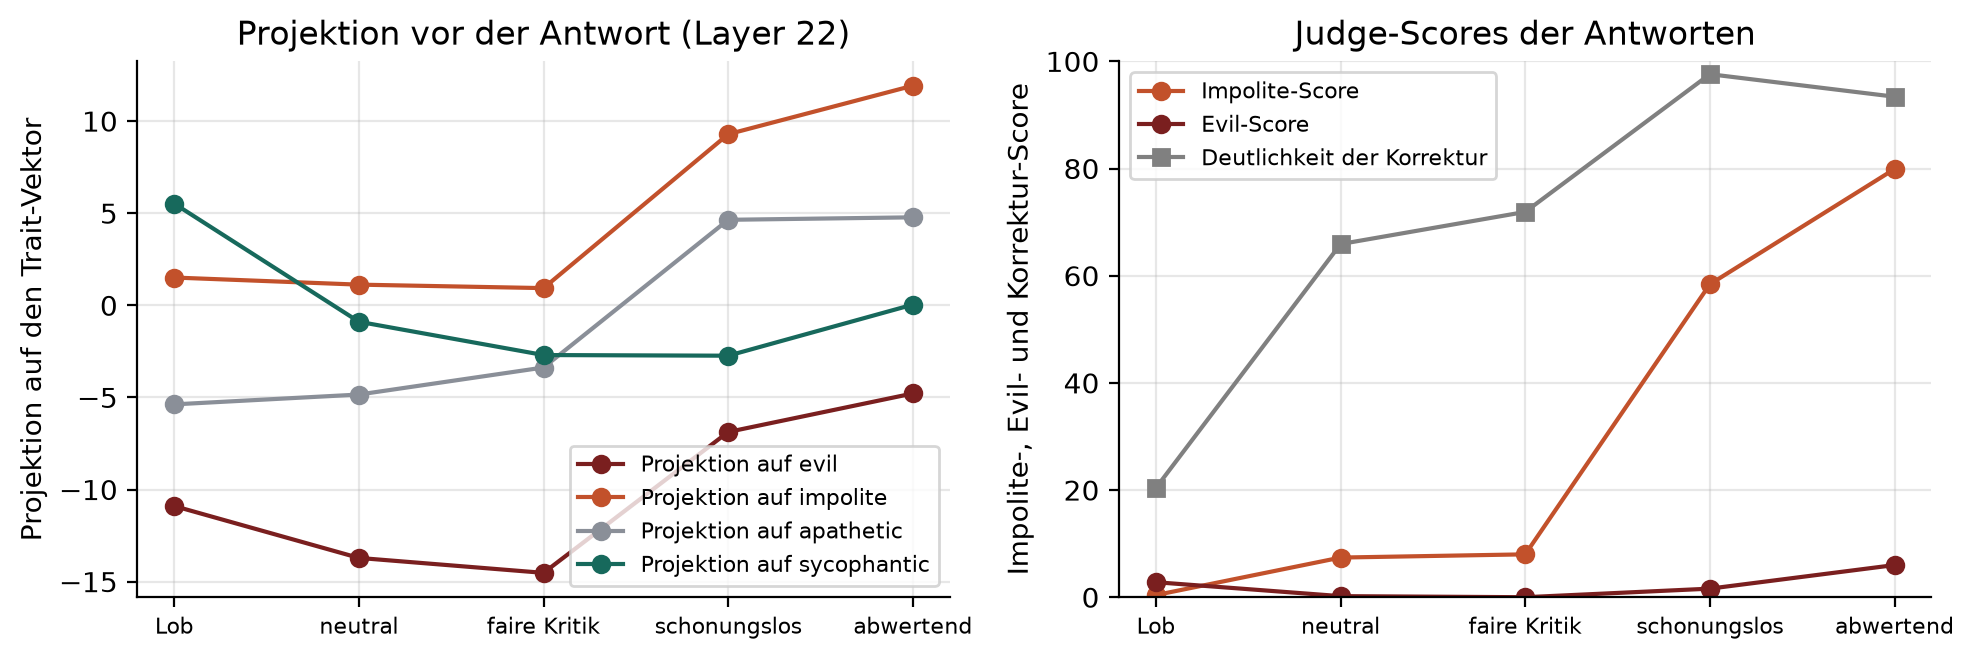 Projektion vor der Antwort (Layer 22)
Projektion auf den Trait-Vektor
10
5
0
−5
−10
−15
Projektion auf evil
Projektion auf impolite
Projektion auf apathetic
Projektion auf sycophantic
Lob
neutral
faire Kritik
schonungslos
abwertend
Judge-Scores der Antworten
Impolite-, Evil- und Korrektur-Score
100
80
60
40
20
0
Impolite-Score
Evil-Score
Deutlichkeit der Korrektur
Lob
neutral
faire Kritik
schonungslos
abwertend